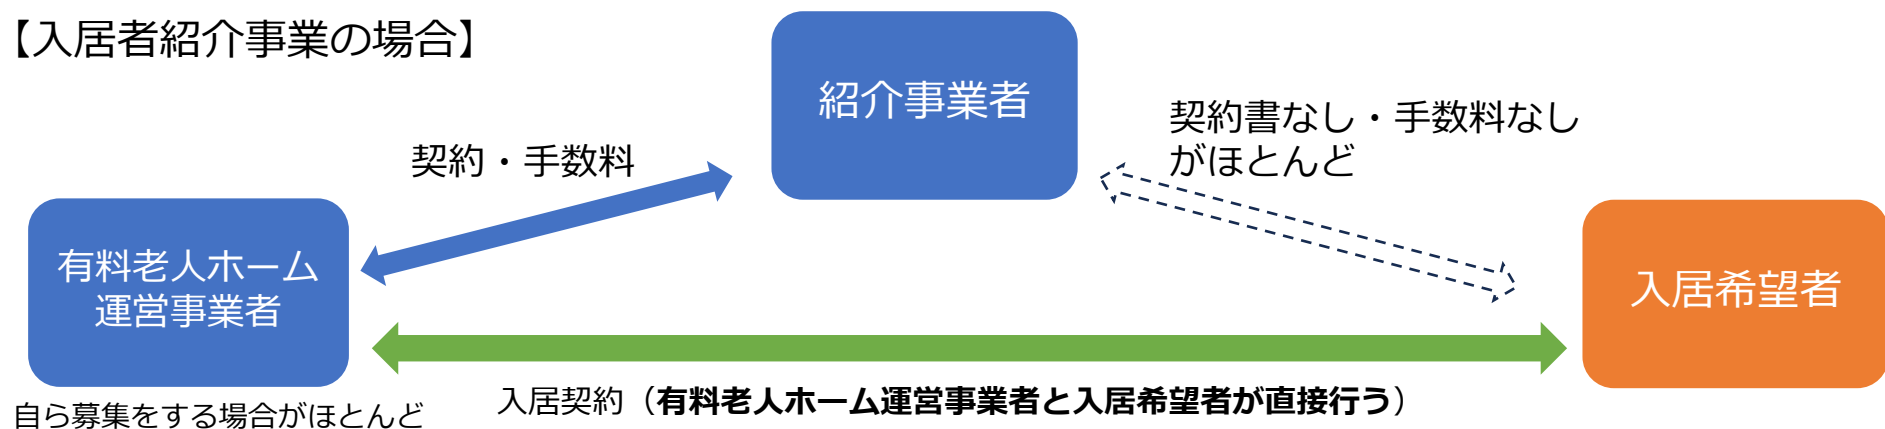 【入居者紹介事業の場合】
紹介事業者
契約書なし・手数料なし
がほとんど
契約・手数料
有料老人ホーム
運営事業者
入居希望者
入居契約（有料老人ホーム運営事業者と入居希望者が直接行う）
自ら募集をする場合がほとんど